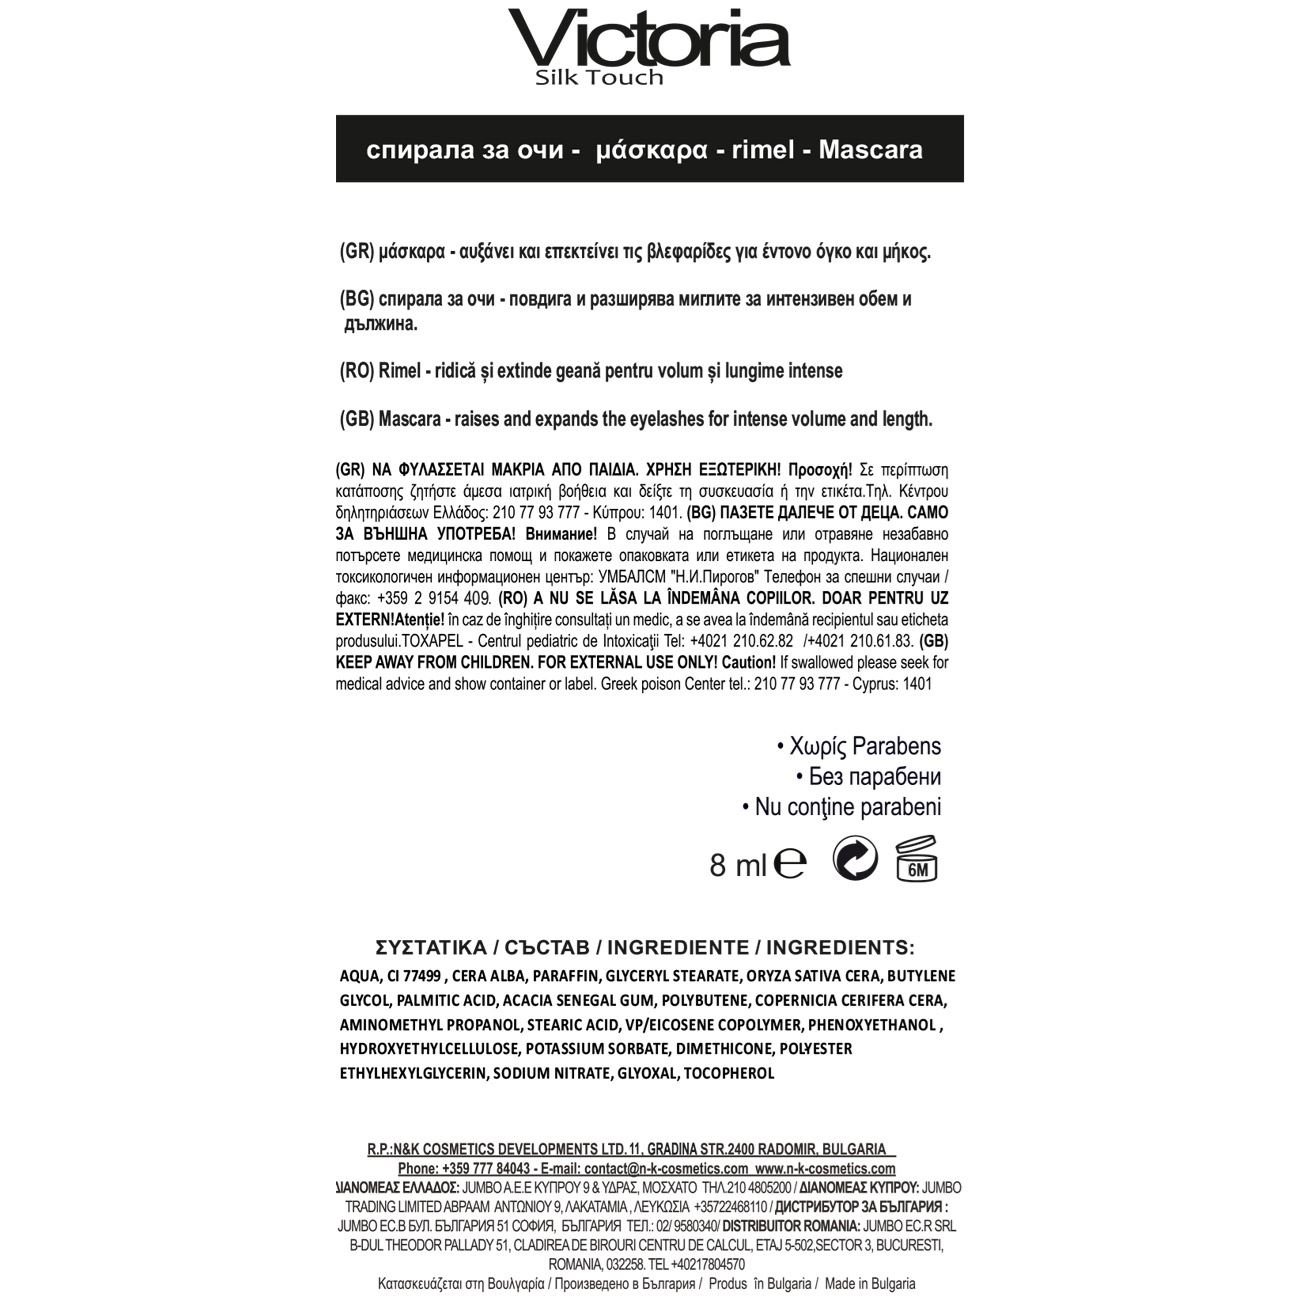 Victoria
Silk Touch
спирала за очи - μάσκαρα - rimel - Mascara
(GR) μάσκαρα - αυξάνει και επεκτείνει τις βλεφαρίδες για έντονο όγκο και μήκος.
(BG) спирала за очи - повдига и разширява миглите за интензивен обем и
дължина.
(RO) Rimel - ridică și extinde geană pentru volum și lungime intense
(GB) Mascara - raises and expands the eyelashes for intense volume and length.
(GR) ΝΑ ΦΥΛΑΣΣΕΤΑΙ ΜΑΚΡΙΑ ΑΠΟ ΠΑΙΔΙΑ. ΧΡΗΣΗ ΕΞΩΤΕΡΙΚΗ! Προσοχή! Σε περίπτωση
κατάποσης ζητήστε άμεσα ιατρική βοήθεια και δείξτε τη συσκευασία ή την ετικέτα.Τηλ. Κέντρου
δηλητηριάσεων Ελλάδος: 210 77 93 777 - Κύπρου: 1401. (BG) ПАЗЕТЕ ДАЛЕЧЕ ОТ ДЕЦА. САМО
ЗА ВЪНШНА УПОТРЕБА! Внимание! В случай на поглъщане или отравяне незабавно
потърсете медицинска помощ и покажете опаковката или етикета на продукта. Национален
токсикологичен информационен център: УМБАЛСМ "Н.И.Пирогов" Телефон за спешни случаи /
факс: +359 2 9154 409. (RO) A NU SE LĂSA LA ÎNDEMÂNA COPIILOR. DOAR PENTRU UZ
EXTERN!Atenție! în caz de înghițire consultați un medic, a se avea la îndemână recipientul sau eticheta
produsului.TOXAPEL - Centrul pediatric de Intoxicaţii Tel: +4021 210.62.82 /+4021 210.61.83. (GB)
KEEP AWAY FROM CHILDREN. FOR EXTERNAL USE ONLY! Caution! If swallowed please seek for
medical advice and show container or label. Greek poison Center tel.: 210 77 93 777 - Cyprus: 1401
• Χωρίς Parabens
• Без парабени
• Nu conţine parabeni
8 ml ℮ 6M
ΣΥΣΤΑΤΙΚΑ / СЪСТАВ / INGREDIENTE / INGREDIENTS:
AQUA, CI 77499 , CERA ALBA, PARAFFIN, GLYCERYL STEARATE, ORYZA SATIVA CERA, BUTYLENE
GLYCOL, PALMITIC ACID, ACACIA SENEGAL GUM, POLYBUTENE, COPERNICIA CERIFERA CERA,
AMINOMETHYL PROPANOL, STEARIC ACID, VP/EICOSENE COPOLYMER, PHENOXYETHANOL ,
HYDROXYETHYLCELLULOSE, POTASSIUM SORBATE, DIMETHICONE, POLYESTER
ETHYLHEXYLGLYCERIN, SODIUM NITRATE, GLYOXAL, TOCOPHEROL
R.P.:N&K COSMETICS DEVELOPMENTS LTD. 11, GRADINA STR.2400 RADOMIR, BULGARIA
Phone: +359 777 84043 - E-mail: contact@n-k-cosmetics.com www.n-k-cosmetics.com
ΔΙΑΝΟΜΕΑΣ ΕΛΛΑΔΟΣ: JUMBO A.E.E ΚΥΠΡΟΥ 9 & ΥΔΡΑΣ, ΜΟΣΧΑΤΟ ΤΗΛ.210 4805200 / ΔΙΑΝΟΜΕΑΣ ΚΥΠΡΟΥ: JUMBO
TRADING LIMITED ΑΒΡΑΑΜ ΑΝΤΩΝΙΟΥ 9, ΛΑΚΑΤΑΜΙΑ , ΛΕΥΚΩΣΙΑ +35722468110 / ДИСТРИБУТОР ЗА БЪЛГАРИЯ :
JUMBO EC.B БУЛ. БЪЛГАРИЯ 51 СОФИЯ, БЪЛГАРИЯ ТЕЛ.: 02/ 9580340/ DISTRIBUITOR ROMANIA: JUMBO EC.R SRL
B-DUL THEODOR PALLADY 51, CLADIREA DE BIROURI CENTRU DE CALCUL, ETAJ 5-502,SECTOR 3, BUCURESTI,
ROMANIA, 032258. TEL +40217804570
Κατασκευάζεται στη Βουλγαρία / Произведено в България / Produs în Bulgaria / Made in Bulgaria